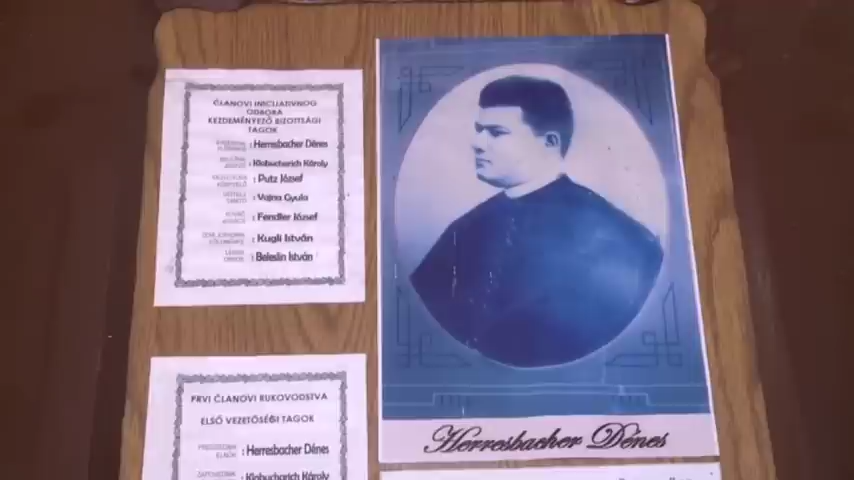 ČLANOVI INICIJATIVNOG
ODBORA
KEZDEMÉNYEZŐ BIZOTTSÁGI
TAGOK
: Herresbacher Dénes
: Klobucharich Károly
: Putz József
: Vajna Gyula
: Fendler József
: Kugli István
: Beleslin István
PRVI ČLANOVI RUKOVODSTVA
ELSŐ VEZETŐSÉGI TAGOK
: Herresbacher Dénes
: Klobucharich Károly
Herresbacher Dénes